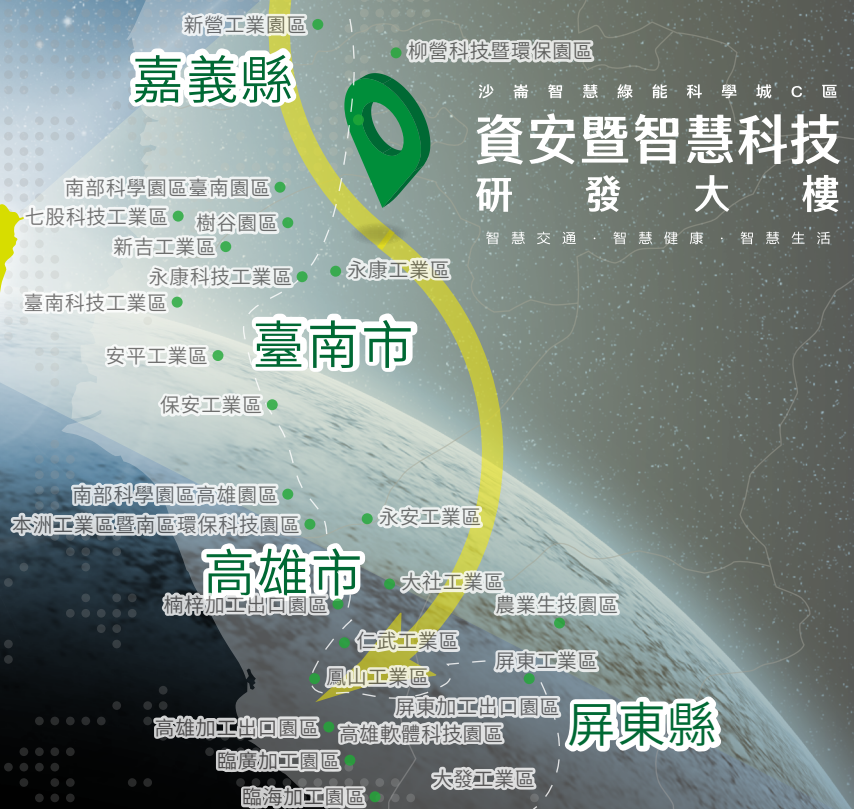 新營工業園區
柳營科技暨環保園區
嘉義縣
沙崙智慧綠能科學城C區
資安暨智慧科技
研發大樓
智慧交通·智慧健康·智慧生活
南部科學園區臺南園區
七股科技工業區
樹谷園區
新吉工業區
永康科技工業區
永康工業區
臺南科技工業區
臺南市
安平工業區
保安工業區
南部科學園區高雄園區
本洲工業區暨南區環保科技園區
永安工業區
高雄市
大社工業區
楠梓加工出口園區
農業生技園區
仁武工業區
屏東工業區
鳳山工業區
屏東加工出口園區
屏東縣
高雄加工出口園區
高雄軟體科技園區
臨廣加工園區
大發工業區
臨海加工園區